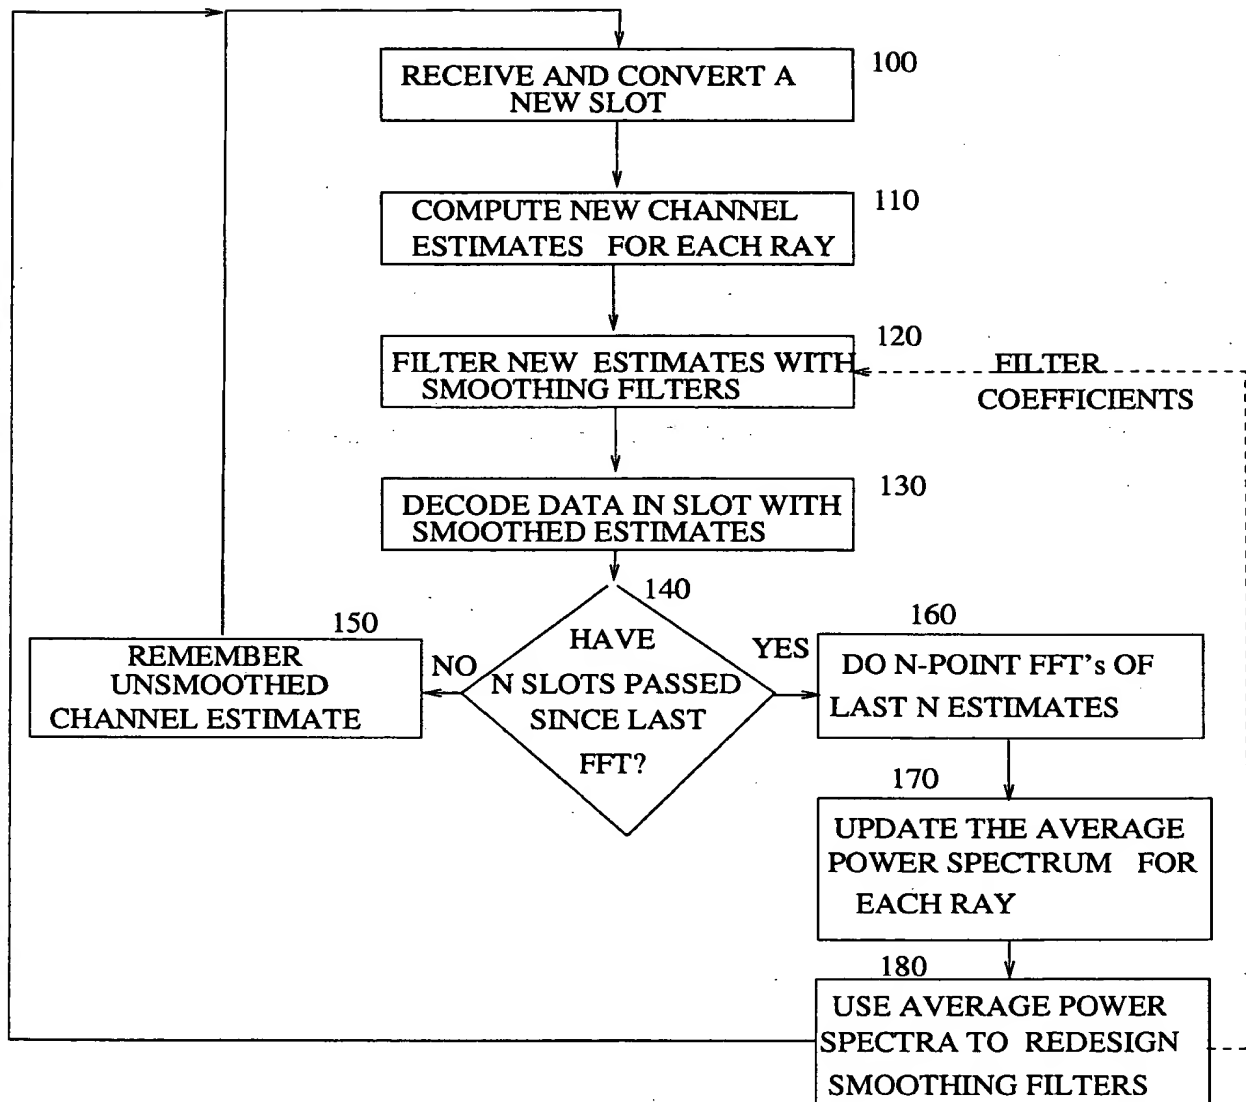 100
RECEIVE AND CONVERT A
NEW SLOT
110
COMPUTE NEW CHANNEL
ESTIMATES FOR EACH RAY
120
FILTER NEW ESTIMATES WITH
SMOOTHING FILTERS
FILTER
COEFFICIENTS
130
DECODE DATA IN SLOT WITH
SMOOTHED ESTIMATES
140
HAVE
N SLOTS PASSED
SINCE LAST
FFT?
NO
YES
150
REMEMBER
UNSMOOTHED
CHANNEL ESTIMATE
160
DO N-POINT FFT's OF
LAST N ESTIMATES
170
UPDATE THE AVERAGE
POWER SPECTRUM FOR
EACH RAY
180
USE AVERAGE POWER
SPECTRA TO REDESIGN
SMOOTHING FILTERS